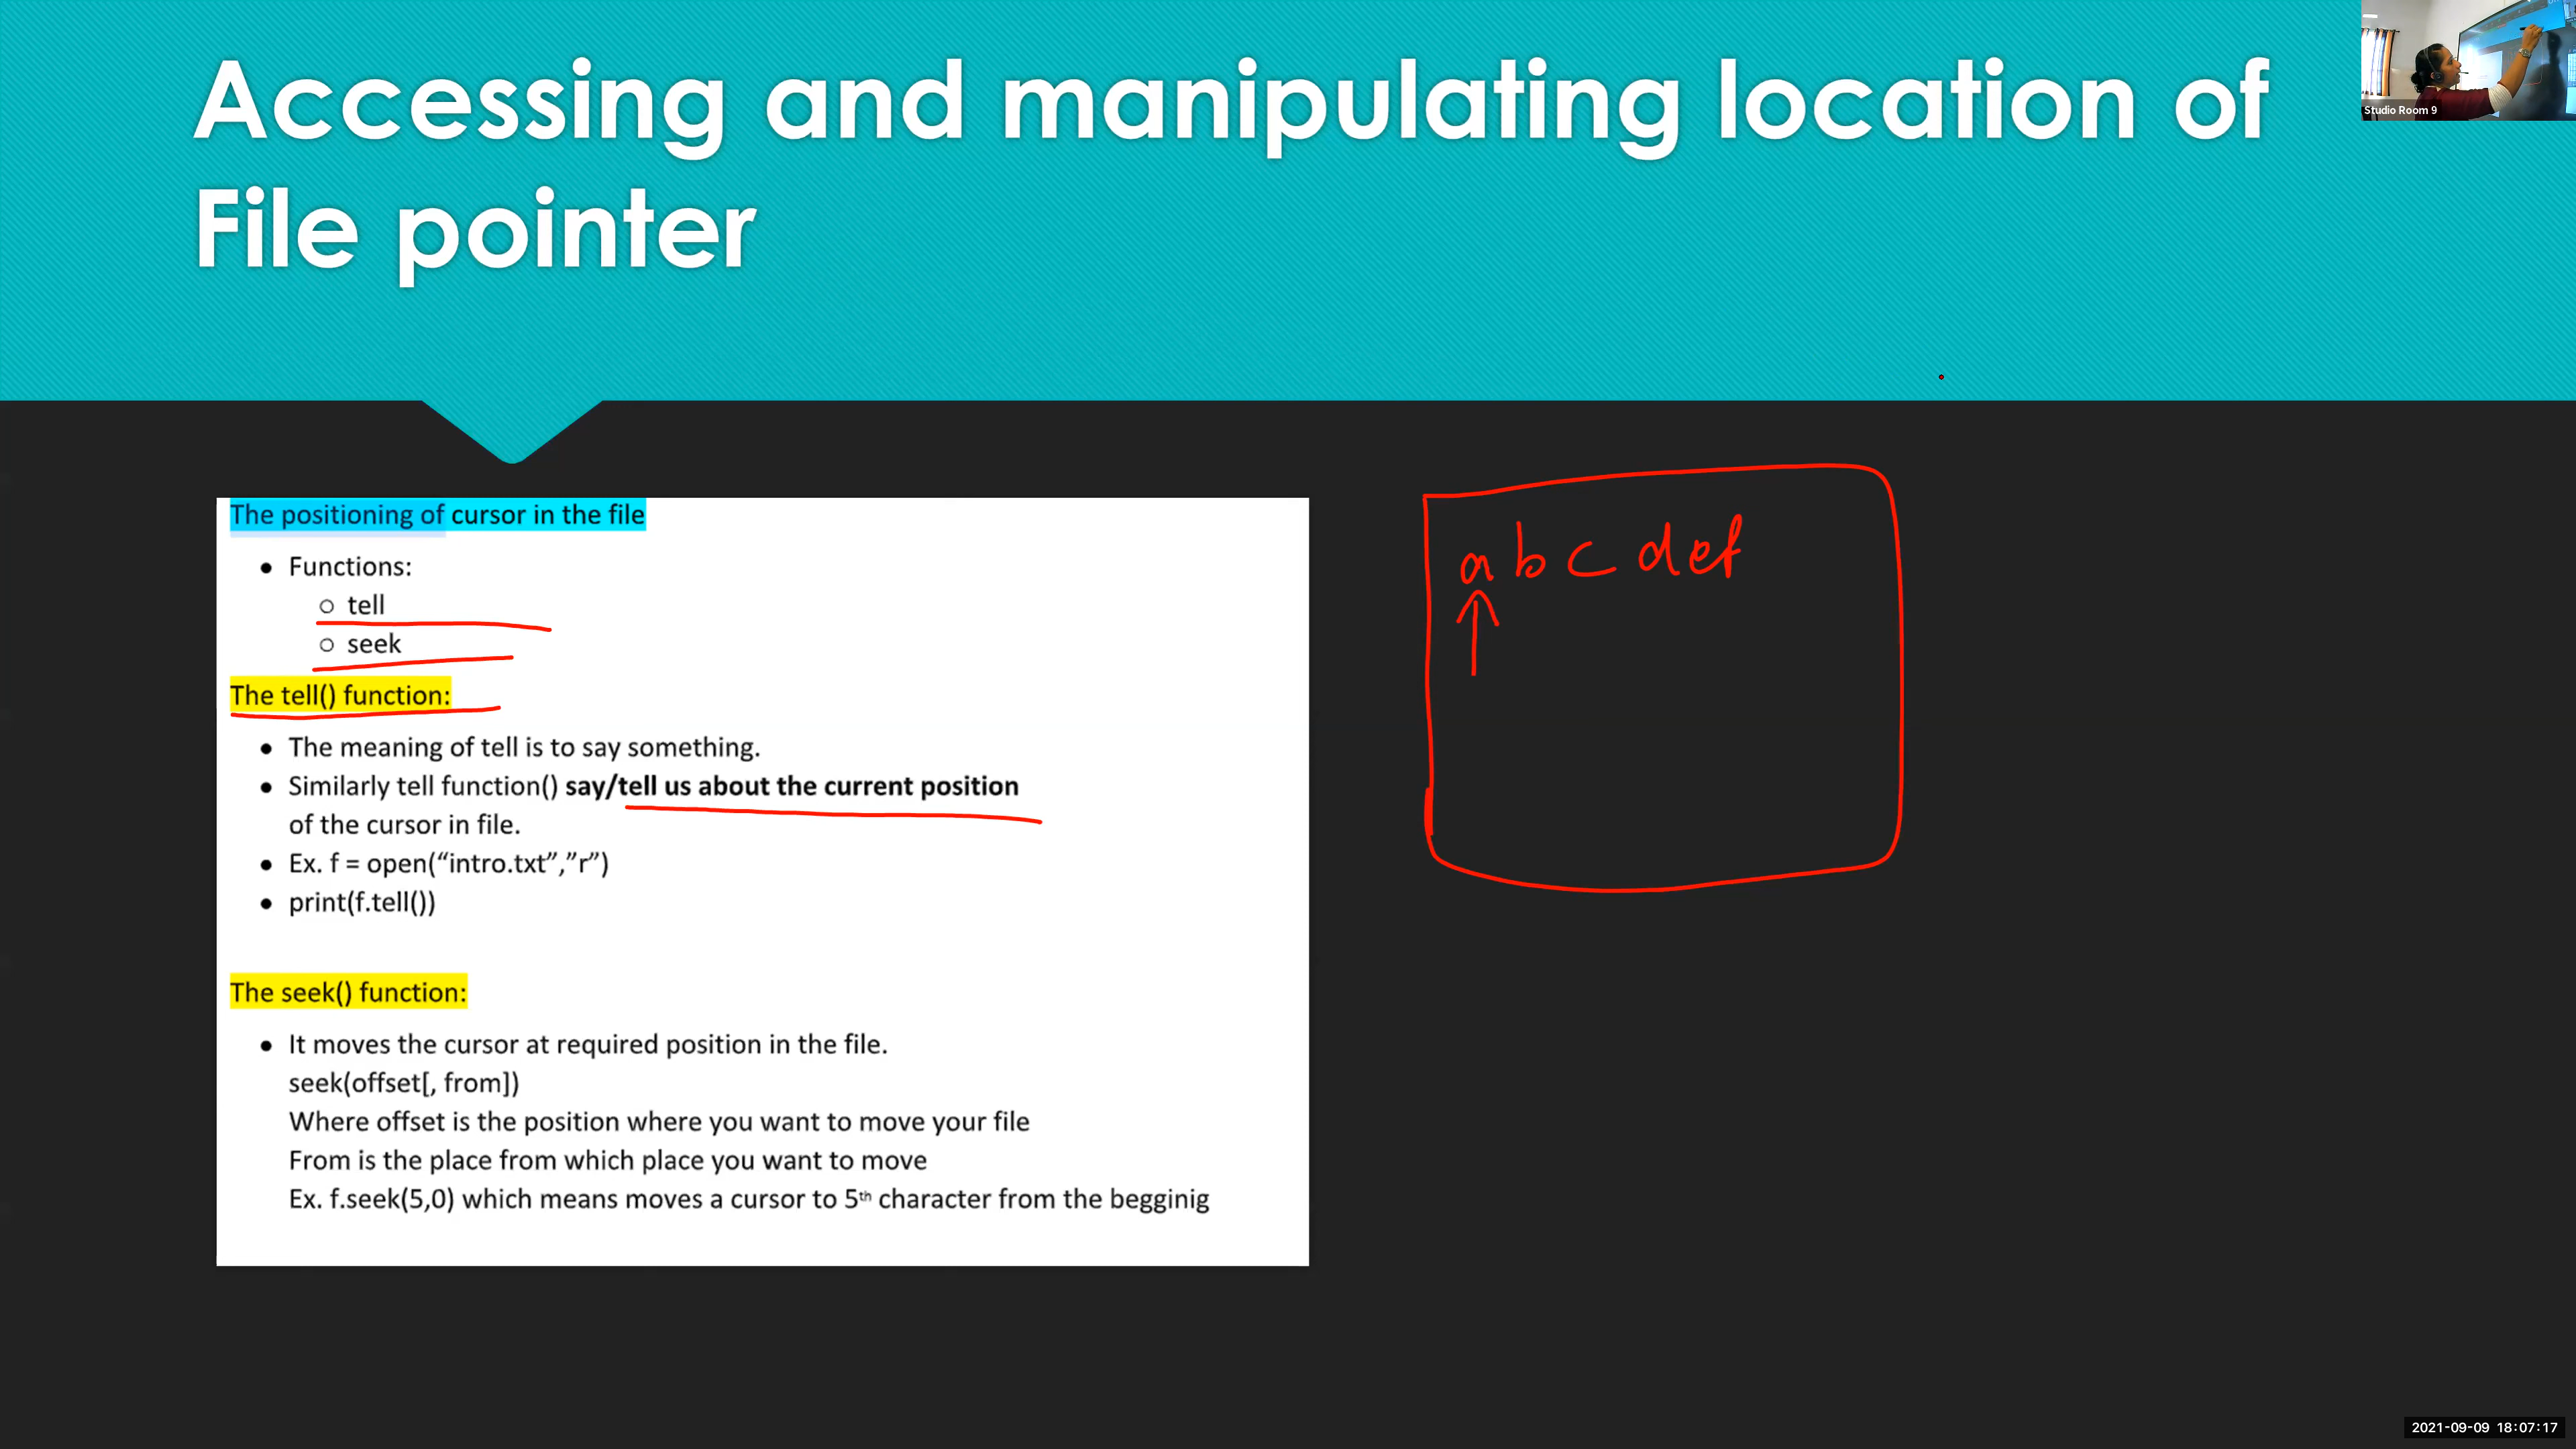 Accessing and manipulating location of
File pointer
Studio Room 9
The positioning of cursor in the file
● Functions:
○ tell
○ seek
The tell() function:
● The meaning of tell is to say something.
● Similarly tell function() say/tell us about the current position
of the cursor in file.
● Ex. f = open(“intro.txt”,”r”)
● print(f.tell())
The seek() function:
● It moves the cursor at required position in the file.
seek(offset[, from])
Where offset is the position where you want to move your file
From is the place from which place you want to move
Ex. f.seek(5,0) which means moves a cursor to 5th character from the begginig
a b c d e f
2021-09-09 18:07:17